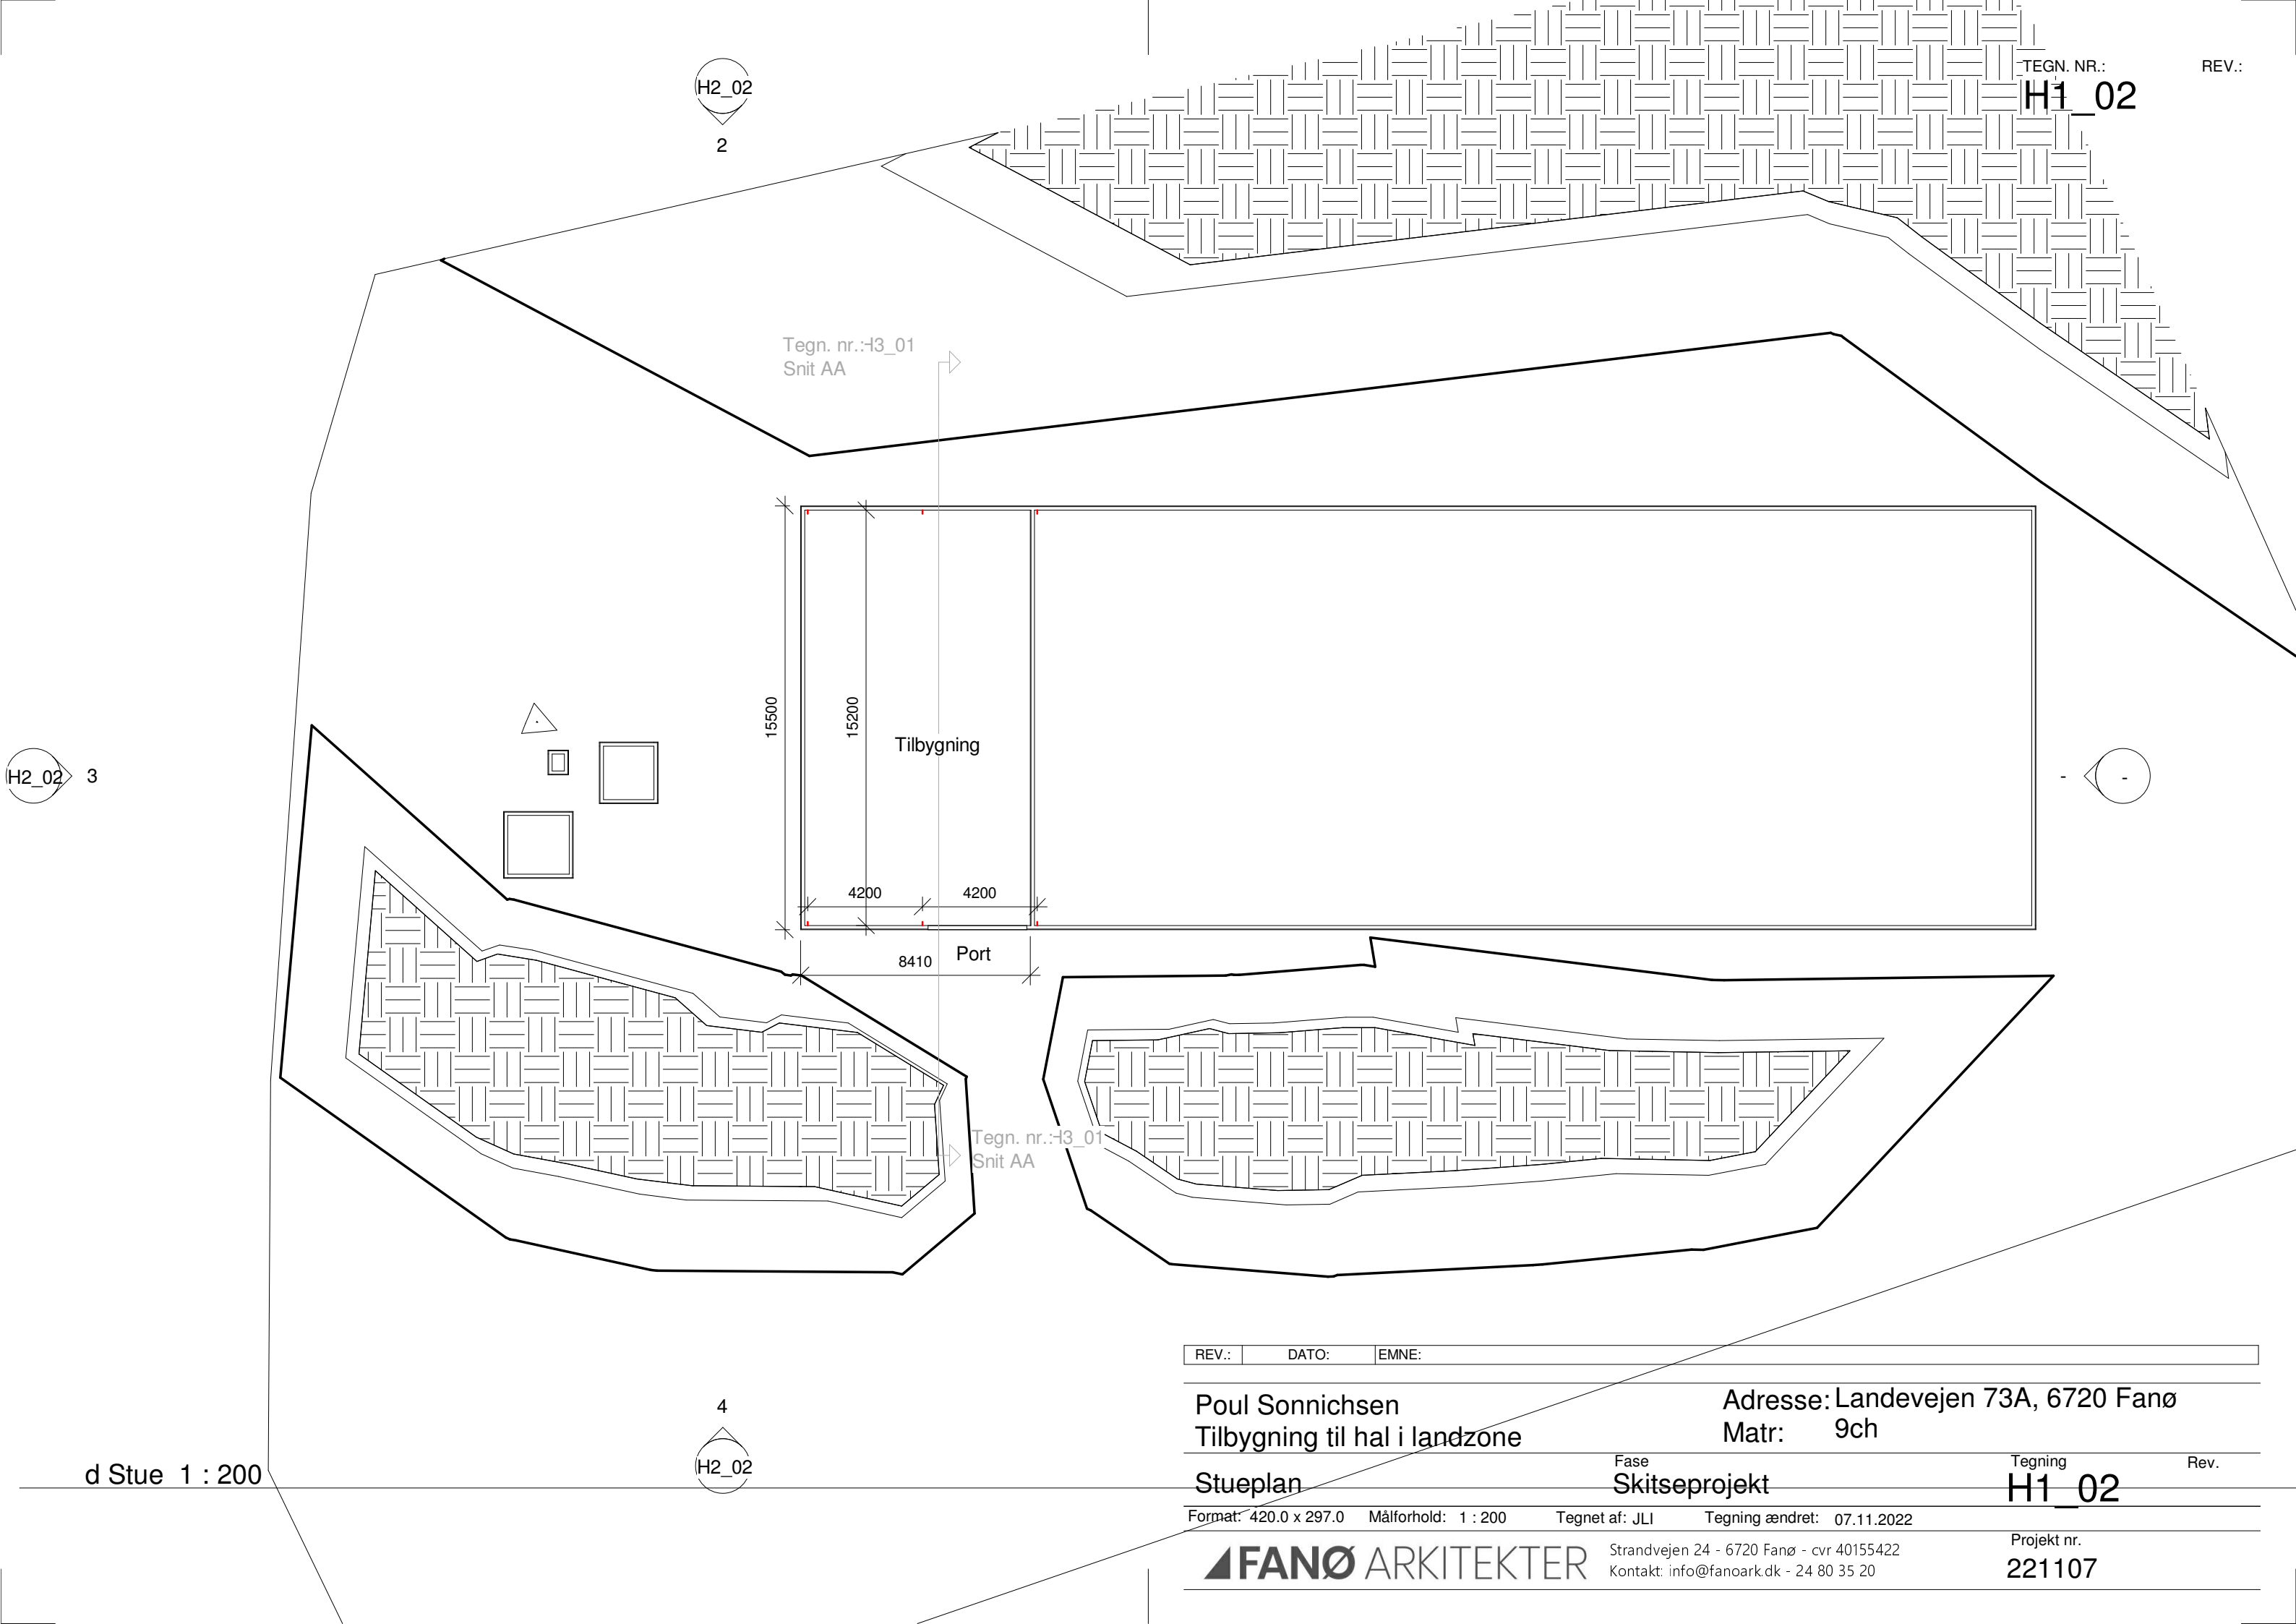 H2_02
2
TEGN. NR.:
REV.:
H1_02
Tegn. nr.:H3_01
Snit AA
15500
15200
Tilbygning
H2_02
3
-
-
4200
4200
8410
Port
Tegn. nr.:H3_01
Snit AA
REV.:
DATO:
EMNE:
Poul Sonnichsen
Tilbygning til hal i landzone
Adresse: Landevejen 73A, 6720 Fanø
Matr: 9ch
4
H2_02
d Stue 1 : 200
Stueplan
Fase
Skitseprojekt
Tegning
H1_02
Rev.
Format: 420.0 x 297.0
Målforhold: 1 : 200
Tegnet af: JLI
Tegning ændret: 07.11.2022
FANØ ARKITEKTER
Strandvejen 24 - 6720 Fanø - cvr 40155422
Kontakt: info@fanoark.dk - 24 80 35 20
Projekt nr.
221107